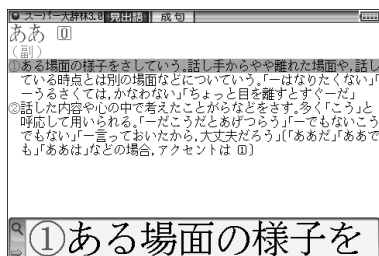 スーパー大辞林3.0 見出語 成句
ああ 0
(副)
①ある場面の様子をさしていう。話し手からやや離れた場面や,話し
ている時点とは別の場面などについていう。「―はなりたくない」「
―うるさくては,かなわない」「ちょっと目を離すとすぐ―だ」
②話した内容や心の中で考えたことがらなどをさす。多く「こう」と
呼応して用いられる。「―だこうだとあげつらう」「―でもないこう
でもない」「―言っておいたから,大丈夫だろう」〔「ああだ」「ああで
も」「ああは」などの場合,アクセントは 0〕
①ある場面の様子を